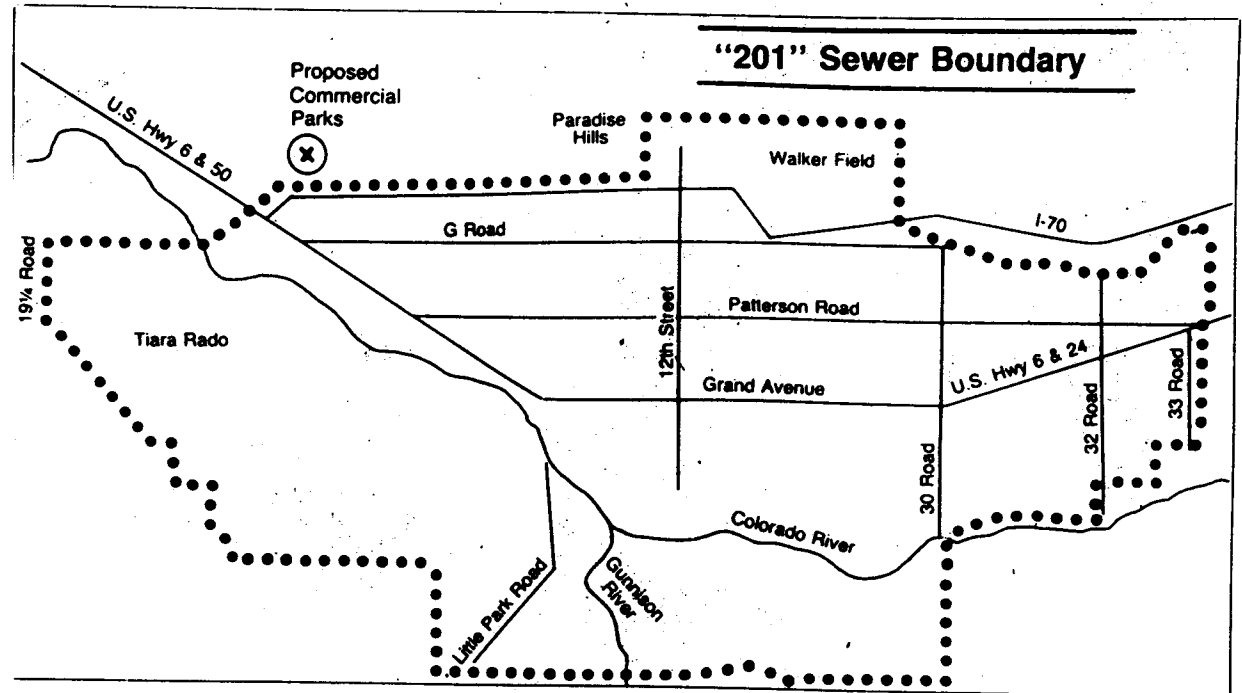 "201" Sewer Boundary
Proposed
Commercial
Parks
X
U.S. Hwy 6 & 50
Paradise
Hills
Walker Field
I-70
G Road
19¼ Road
Tiara Rado
12th Street
Patterson Road
Grand Avenue
U.S. Hwy 6 & 24
30 Road
32 Road
33 Road
Colorado River
Little Park Road
Gunnison
River